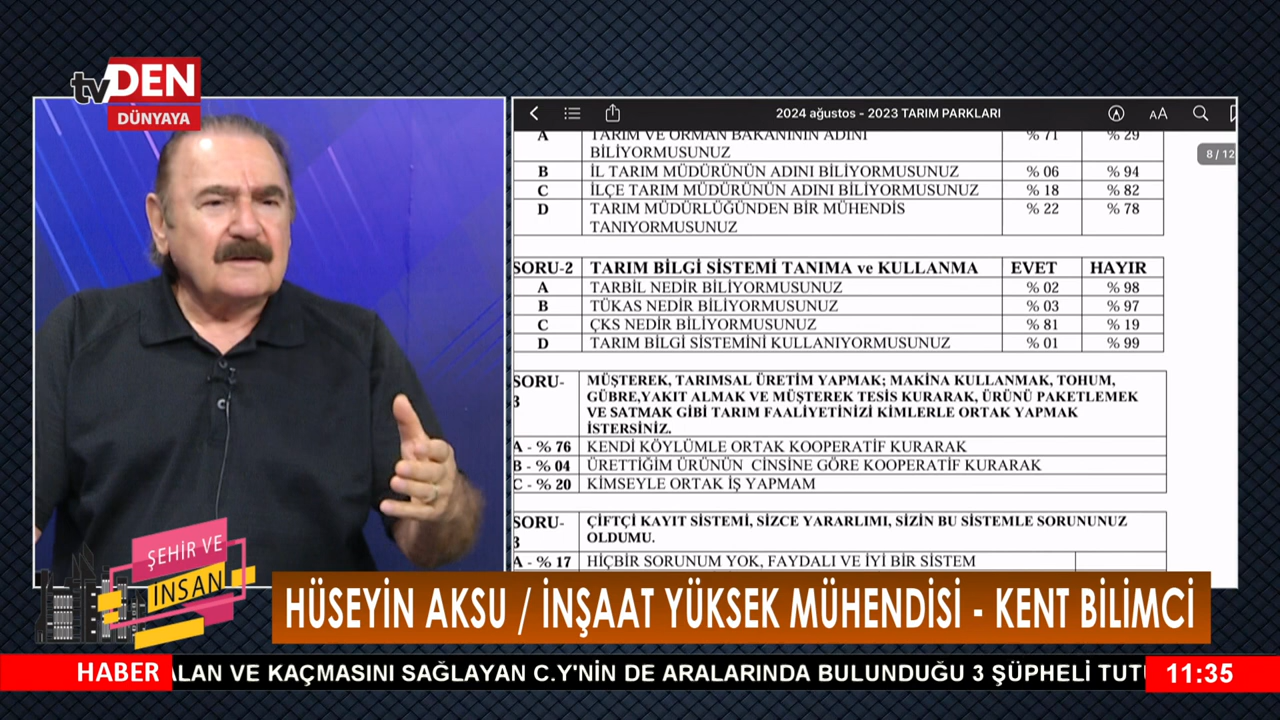 tvDEN
DÜNYAYA
2024 ağustos - 2023 TARIM PARKLARI
AA
8 / 12
A TARIM VE ORMAN BAKANININ ADINI % 71 % 29
BİLİYORMUSUNUZ
B İL TARIM MÜDÜRÜNÜN ADINI BİLİYORMUSUNUZ % 06 % 94
C İLÇE TARIM MÜDÜRÜNÜN ADINI BİLİYORMUSUNUZ % 18 % 82
D TARIM MÜDÜRLÜĞÜNDEN BİR MÜHENDİS % 22 % 78
TANIYORMUSUNUZ
SORU-2 TARIM BİLGİ SİSTEMİ TANIMA ve KULLANMA EVET HAYIR
A TARBİL NEDİR BİLİYORMUSUNUZ % 02 % 98
B TÜKAS NEDİR BİLİYORMUSUNUZ % 03 % 97
C ÇKS NEDİR BİLİYORMUSUNUZ % 81 % 19
D TARIM BİLGİ SİSTEMİNİ KULLANIYORMUSUNUZ % 01 % 99
SORU-3 MÜŞTEREK, TARIMSAL ÜRETİM YAPMAK; MAKİNA KULLANMAK, TOHUM,
GÜBRE,YAKIT ALMAK VE MÜŞTEREK TESİS KURARAK, ÜRÜNÜ PAKETLEMEK
VE SATMAK GİBİ TARIM FAALİYETİNİZİ KİMLERLE ORTAK YAPMAK
İSTERSİNİZ.
A - % 76 KENDİ KÖYLÜMLE ORTAK KOOPERATİF KURARAK
B - % 04 ÜRETTİĞİM ÜRÜNÜN CİNSİNE GÖRE KOOPERATİF KURARAK
C - % 20 KİMSEYLE ORTAK İŞ YAPMAM
SORU-3 ÇİFTÇİ KAYIT SİSTEMİ, SİZCE YARARLIMI, SİZİN BU SİSTEMLE SORUNUNUZ
OLDUMU.
A - % 17 HİÇBİR SORUNUM YOK, FAYDALI VE İYİ BİR SİSTEM
ŞEHİR VE
İNSAN
HÜSEYİN AKSU / İNŞAAT YÜKSEK MÜHENDİSİ - KENT BİLİMCİ
HABER ALAN VE KAÇMASINI SAĞLAYAN C.Y'NİN DE ARALARINDA BULUNDUĞU 3 ŞÜPHELİ TUTU 11:35